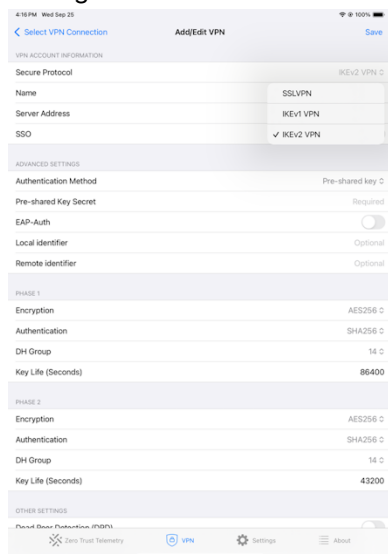 4:16 PM Wed Sep 25 100%
Select VPN Connection Add/Edit VPN Save
VPN ACCOUNT INFORMATION
Secure Protocol IKEv2 VPN
Name SSLVPN
Server Address IKEv1 VPN
SSO ✓ IKEv2 VPN
ADVANCED SETTINGS
Authentication Method Pre-shared key
Pre-shared Key Secret Required
EAP-Auth
Local identifier Optional
Remote identifier Optional
PHASE 1
Encryption AES256
Authentication SHA256
DH Group 14
Key Life (Seconds) 86400
PHASE 2
Encryption AES256
Authentication SHA256
DH Group 14
Key Life (Seconds) 43200
OTHER SETTINGS
Dead Peer Detection (DPD)
Zero Trust Telemetry VPN Settings About